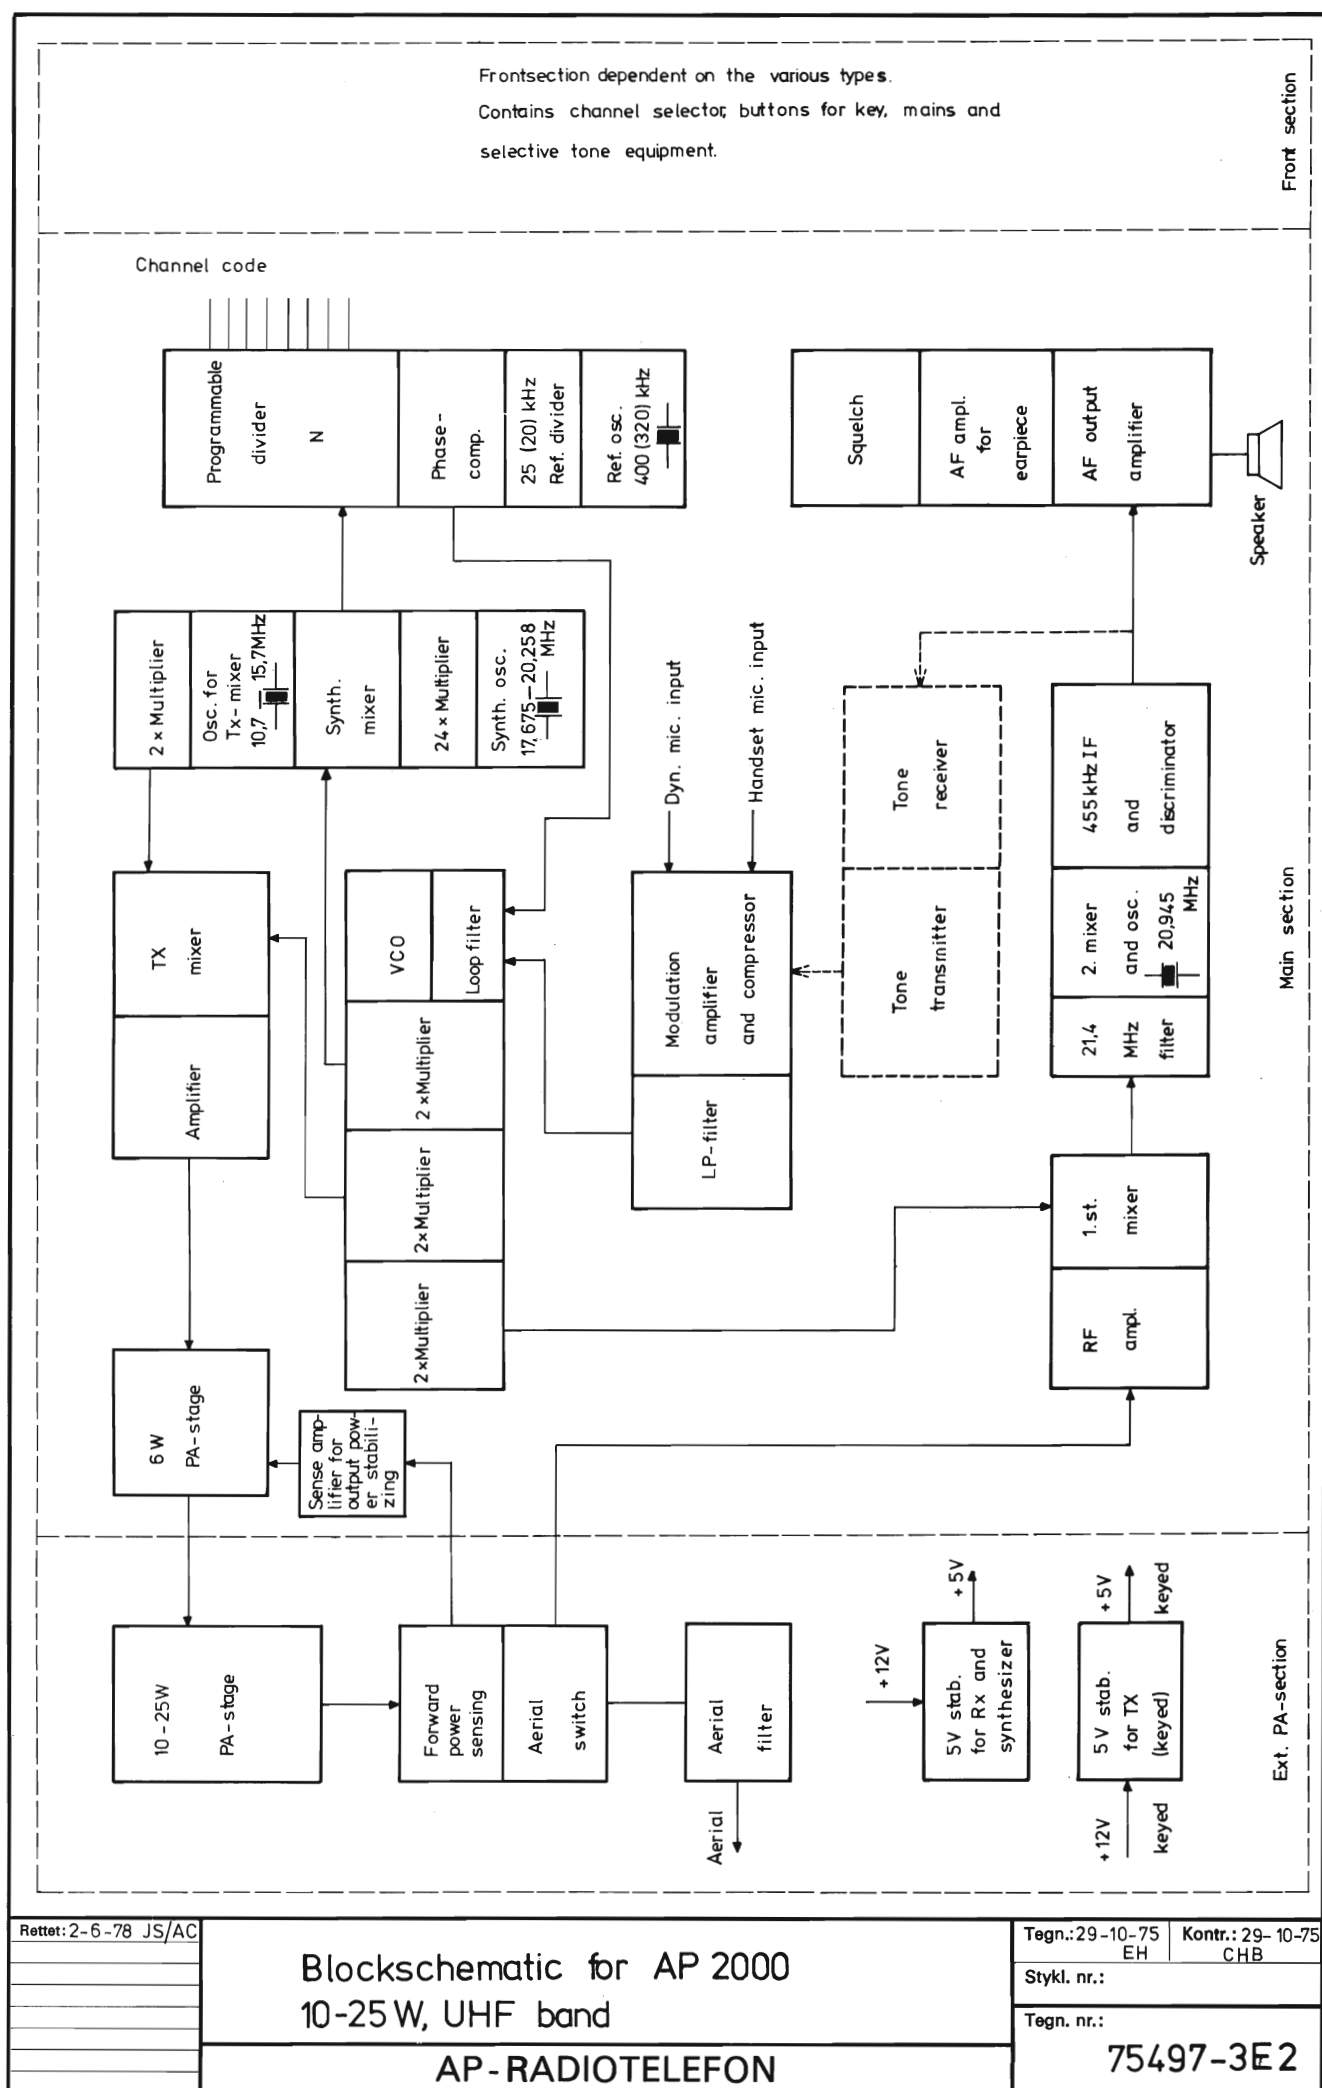 Frontsection dependent on the various types.
Contains channel selector, buttons for key, mains and
selective tone equipment.
Front section
Channel code
Programmable
divider
N
Phase-
comp.
25 (20) kHz
Ref. divider
Ref. osc.
400 (320) kHz
Squelch
AF ampl.
for
earpiece
AF output
amplifier
Speaker
2 x Multiplier
Osc. for
Tx-mixer
10,7 – 15,7MHz
Synth.
mixer
24 x Multiplier
Synth. osc.
17,675–20,258
MHz
Dyn. mic. input
Handset mic. input
Tone
receiver
455 kHz IF
and
discriminator
TX
mixer
Amplifier
VCO
Loop filter
2 x Multiplier
2 x Multiplier
2 x Multiplier
Modulation
amplifier
and compressor
LP-filter
Tone
transmitter
2. mixer
and osc.
20,945
MHz
21,4
MHz
filter
Main section
1.st.
mixer
RF
ampl.
6W
PA-stage
Sense amp-
lifier for
output pow-
er stabili-
zing
10-25W
PA-stage
Forward
power
sensing
Aerial
switch
Aerial
filter
Aerial
+12V
+5V
5V stab.
for Rx and
synthesizer
+5V
keyed
5V stab.
for TX
(keyed)
+12V
keyed
Ext. PA-section
Rettet: 2-6-78 JS/AC
Blockschematic for AP 2000
10-25W, UHF band
AP-RADIOTELEFON
Tegn.: 29-10-75
EH
Kontr.: 29-10-75
CHB
Stykl. nr.:
Tegn. nr.:
75497-3E2